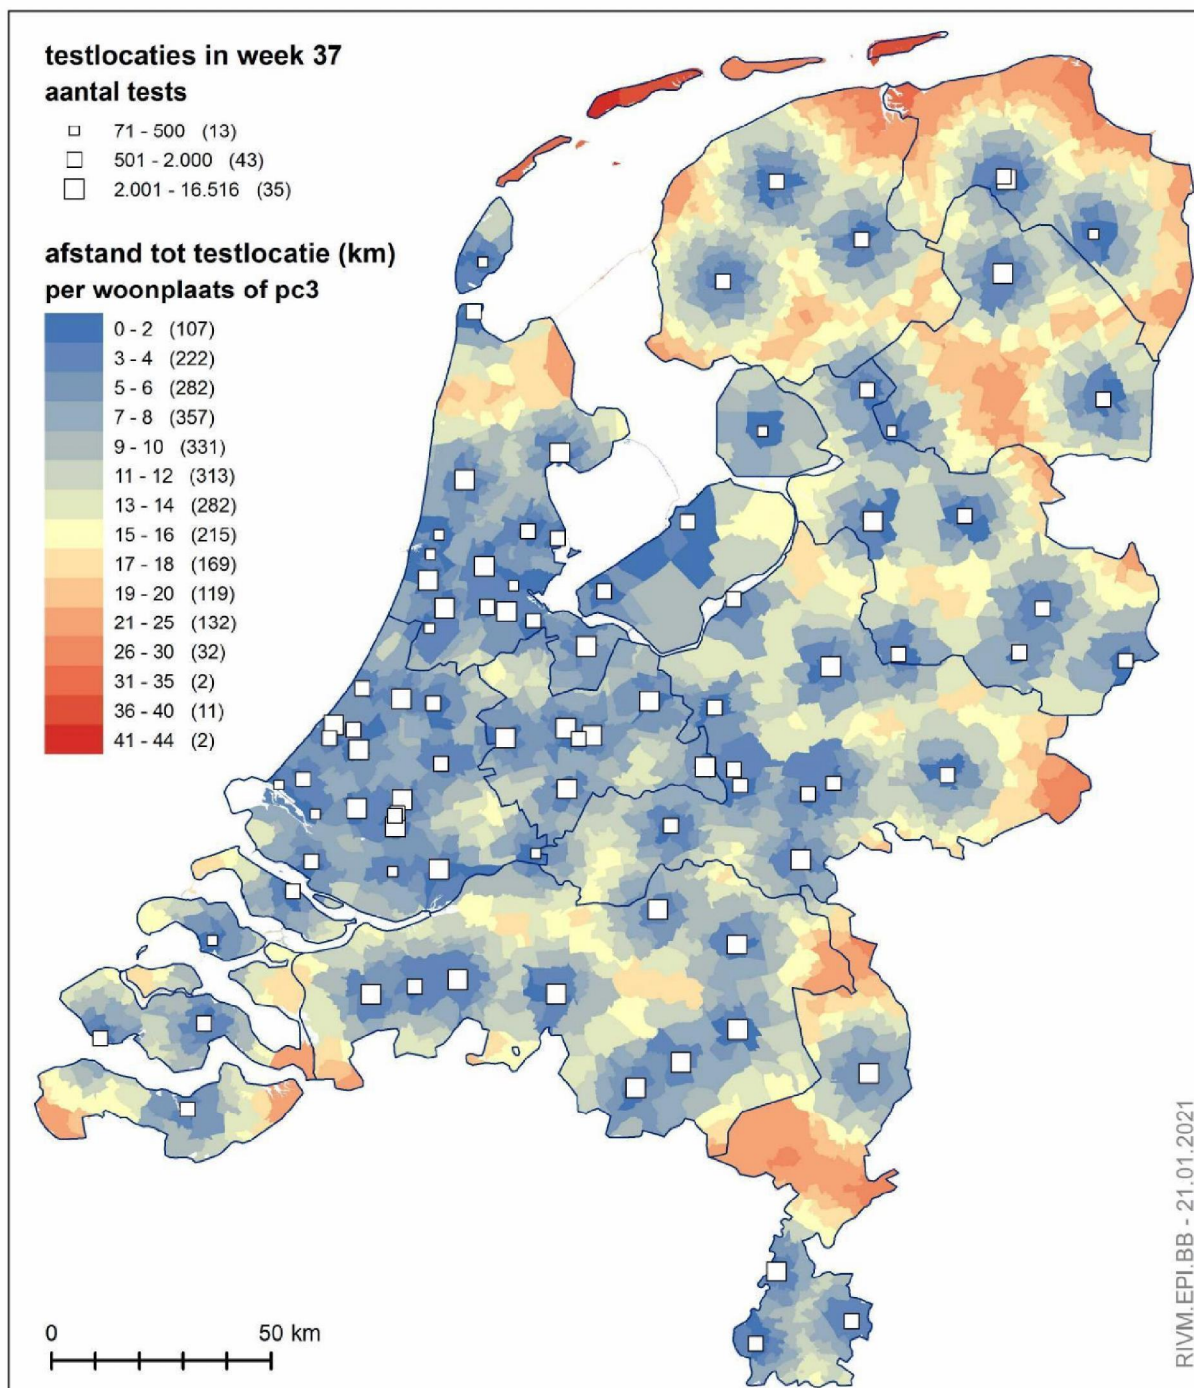 testlocaties in week 37
aantal tests
71 - 500 (13)
501 - 2.000 (43)
2.001 - 16.516 (35)
afstand tot testlocatie (km)
per woonplaats of pc3
0 - 2 (107)
3 - 4 (222)
5 - 6 (282)
7 - 8 (357)
9 - 10 (331)
11 - 12 (313)
13 - 14 (282)
15 - 16 (215)
17 - 18 (169)
19 - 20 (119)
21 - 25 (132)
26 - 30 (32)
31 - 35 (2)
36 - 40 (11)
41 - 44 (2)
0 50 km
RIVM.EPI.BB - 21.01.2021